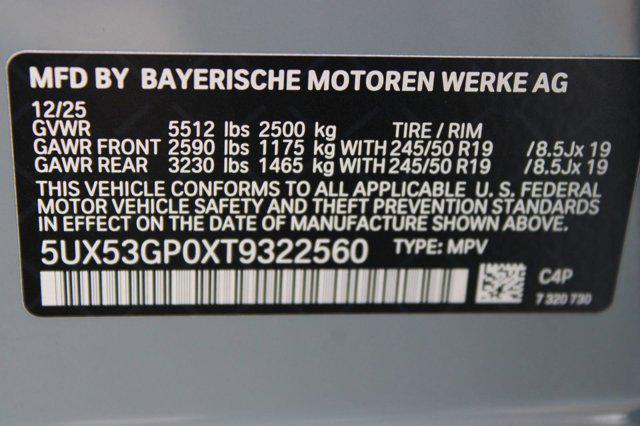 MFD BY BAYERISCHE MOTOREN WERKE AG
12/25
GVWR 5512 lbs 2500 kg TIRE / RIM
GAWR FRONT 2590 lbs 1175 kg WITH 245/50 R19 /8.5Jx 19
GAWR REAR 3230 lbs 1465 kg WITH 245/50 R19 /8.5Jx 19
THIS VEHICLE CONFORMS TO ALL APPLICABLE U. S. FEDERAL
MOTOR VEHICLE SAFETY AND THEFT PREVENTION STANDARDS
IN EFFECT ON THE DATE OF MANUFACTURE SHOWN ABOVE.
5UX53GP0XT9322560 TYPE: MPV
C4P
7 320 730